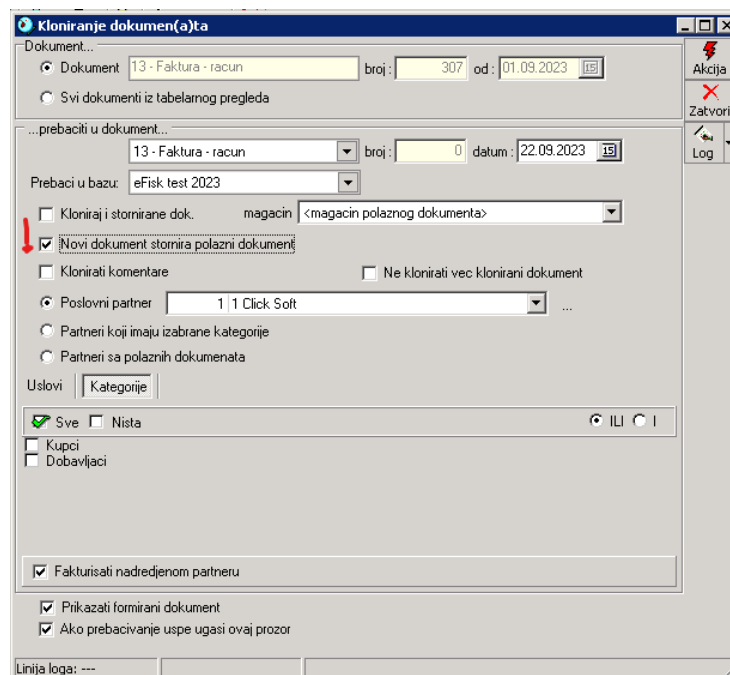 Kloniranje dokumen(a)ta
Dokument...
Dokument 13 - Faktura - racun broj : 307 od : 01.09.2023 15
Akcija
Svi dokumenti iz tabelarnog pregleda
Zatvori
...prebaciti u dokument...
13 - Faktura - racun broj : 0 datum : 22.09.2023 15
Log
Prebaci u bazu: eFisk test 2023
Kloniraj i stornirane dok. magacin <magacin polaznog dokumenta>
Novi dokument stornira polazni dokument
Klonirati komentare Ne klonirati vec klonirani dokument
Poslovni partner 1 1 Click Soft ...
Partneri koji imaju izabrane kategorije
Partneri sa polaznih dokumenata
Uslovi Kategorije
Sve Nista ILI I
Kupci
Dobavljaci
Fakturisati nadredjenom partneru
Prikazati formirani dokument
Ako prebacivanje uspe ugasi ovaj prozor
Linija loga: ---